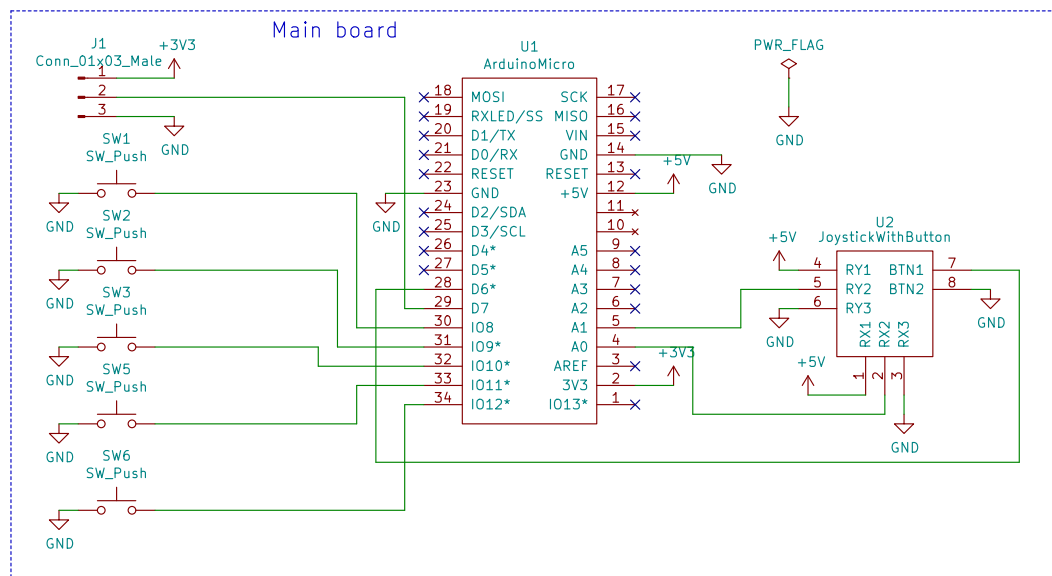 Main board
J1
Conn_01x03_Male
+3V3
1
2
3
GND
SW1
SW_Push
GND
SW2
SW_Push
GND
SW3
SW_Push
GND
SW5
SW_Push
GND
SW6
SW_Push
GND
U1
ArduinoMicro
18 MOSI SCK 17
19 RXLED/SS MISO 16
20 D1/TX VIN 15
21 D0/RX GND 14
22 RESET RESET 13
23 GND +5V 12
24 D2/SDA 11
25 D3/SCL 10
26 D4* A5 9
27 D5* A4 8
28 D6* A3 7
29 D7 A2 6
30 IO8 A1 5
31 IO9* A0 4
32 IO10* AREF 3
33 IO11* 3V3 2
34 IO12* IO13* 1
GND
+5V
GND
+3V3
PWR_FLAG
GND
U2
JoystickWithButton
+5V
4 RY1 BTN1 7
5 RY2 BTN2 8
6 RY3
GND
GND
RX1 RX2 RX3
1 2 3
+5V
GND